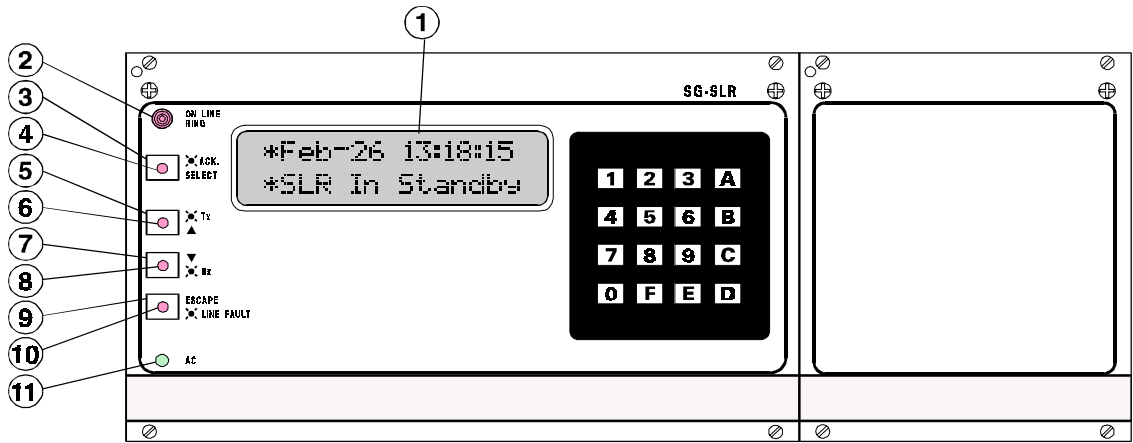 1
2
3
4
5
6
7
8
9
10
11
SG-SLR
ON LINE
RING
*Feb-26 13:18:15
*SLR In Standby
ACK.
SELECT
Tx
Rx
ESCAPE
LINE FAULT
AC
1 2 3 A
4 5 6 B
7 8 9 C
0 F E D